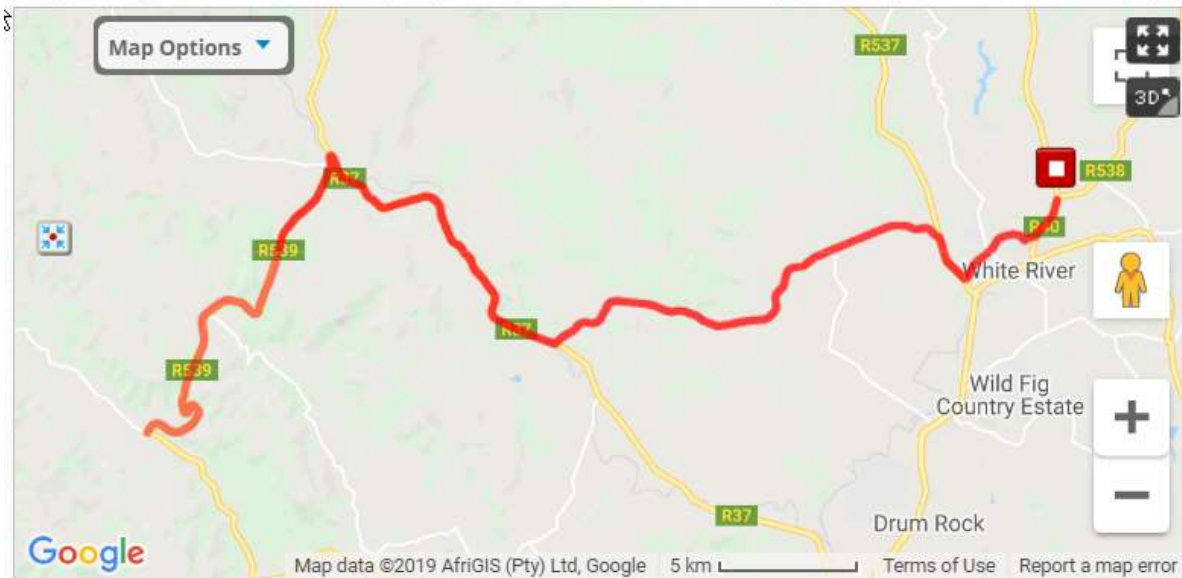 Map Options
R537
3D
R37
R538
R539
R40
White River
R37
R539
Wild Fig
Country Estate
R37
Drum Rock
Google
Map data ©2019 AfriGIS (Pty) Ltd, Google 5 km Terms of Use Report a map error